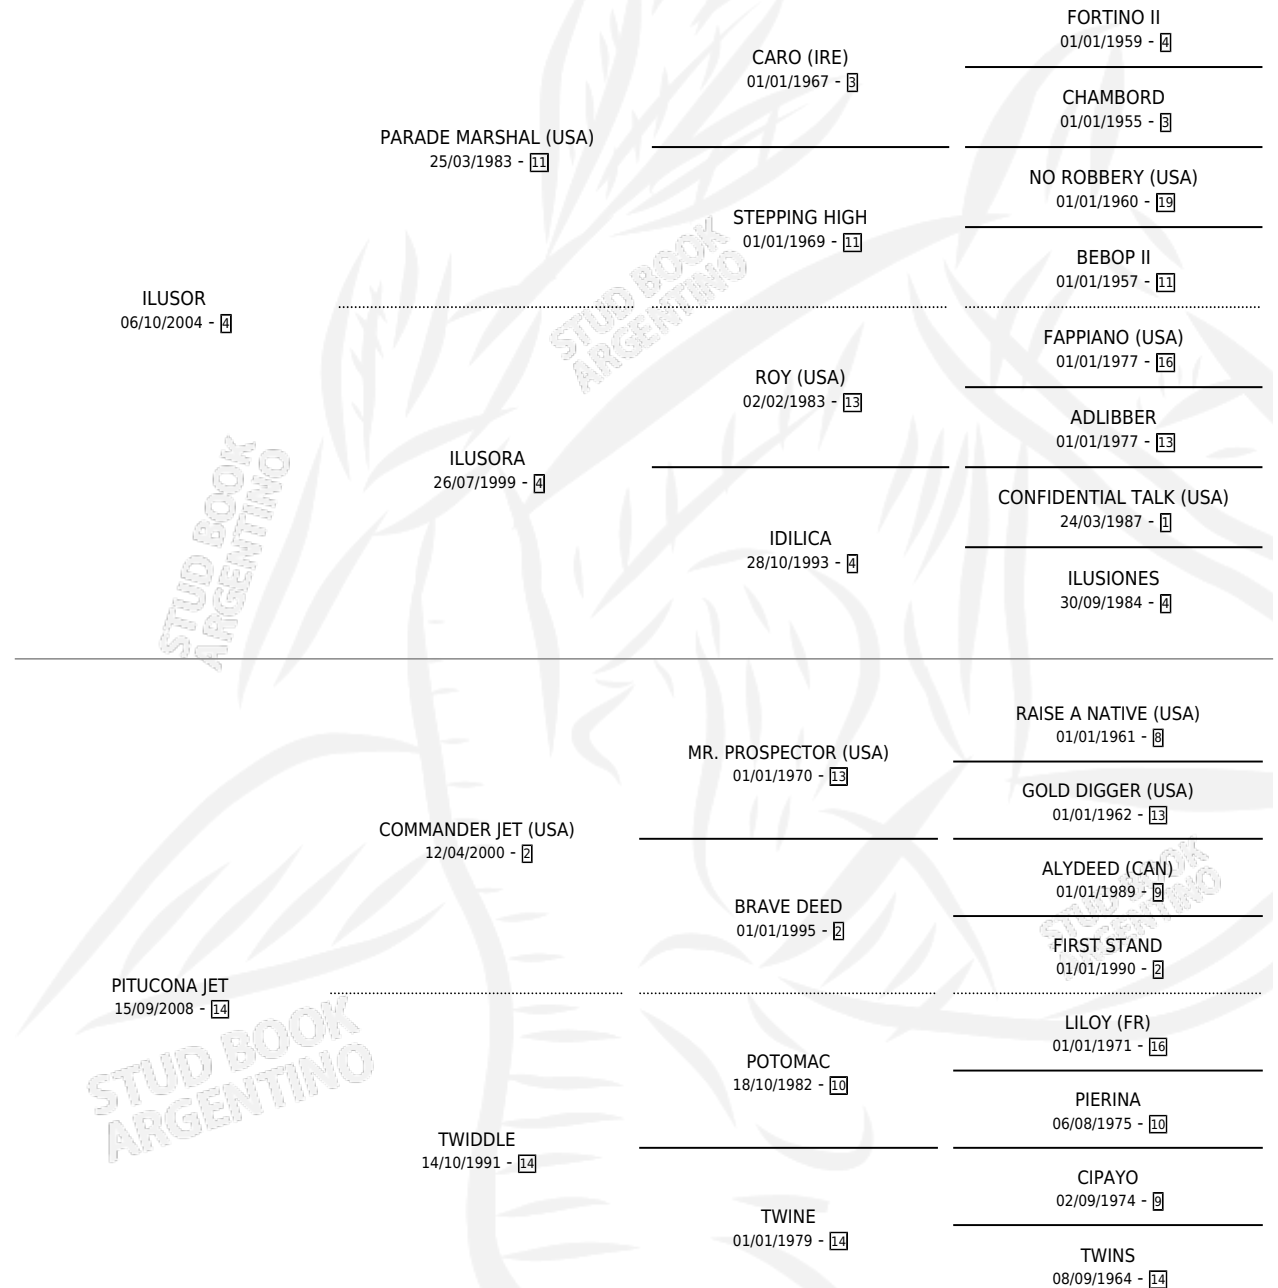 FORTINO II
01/01/1959 - 4
CARO (IRE)
01/01/1967 - 3
CHAMBORD
01/01/1955 - 3
PARADE MARSHAL (USA)
25/03/1983 - 11
NO ROBBERY (USA)
01/01/1960 - 19
STEPPING HIGH
01/01/1969 - 11
BEBOP II
01/01/1957 - 11
ILUSOR
06/10/2004 - 4
FAPPIANO (USA)
01/01/1977 - 16
ROY (USA)
02/02/1983 - 13
ADLIBBER
01/01/1977 - 13
ILUSORA
26/07/1999 - 4
CONFIDENTIAL TALK (USA)
24/03/1987 - 1
IDILICA
28/10/1993 - 4
ILUSIONES
30/09/1984 - 4
RAISE A NATIVE (USA)
01/01/1961 - 8
MR. PROSPECTOR (USA)
01/01/1970 - 13
GOLD DIGGER (USA)
01/01/1962 - 13
COMMANDER JET (USA)
12/04/2000 - 2
ALYDEED (CAN)
01/01/1989 - 9
BRAVE DEED
01/01/1995 - 2
FIRST STAND
01/01/1990 - 2
PITUCONA JET
15/09/2008 - 14
LILOY (FR)
01/01/1971 - 16
POTOMAC
18/10/1982 - 10
PIERINA
06/08/1975 - 10
TWIDDLE
14/10/1991 - 14
CIPAYO
02/09/1974 - 9
TWINE
01/01/1979 - 14
TWINS
08/09/1964 - 14
STUD BOOK
ARGENTINO
STUD BOOK
ARGENTINO
STUD BOOK
ARGENTINO
STUD BOOK
ARGENTINO